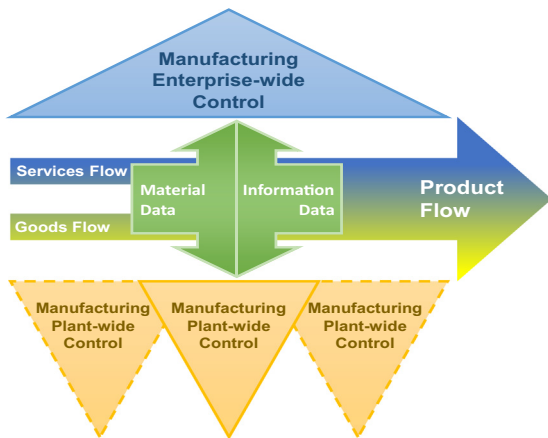 Manufacturing
Enterprise-wide
Control
Services Flow
Goods Flow
Material
Data
Information
Data
Product
Flow
Manufacturing
Plant-wide
Control
Manufacturing
Plant-wide
Control
Manufacturing
Plant-wide
Control